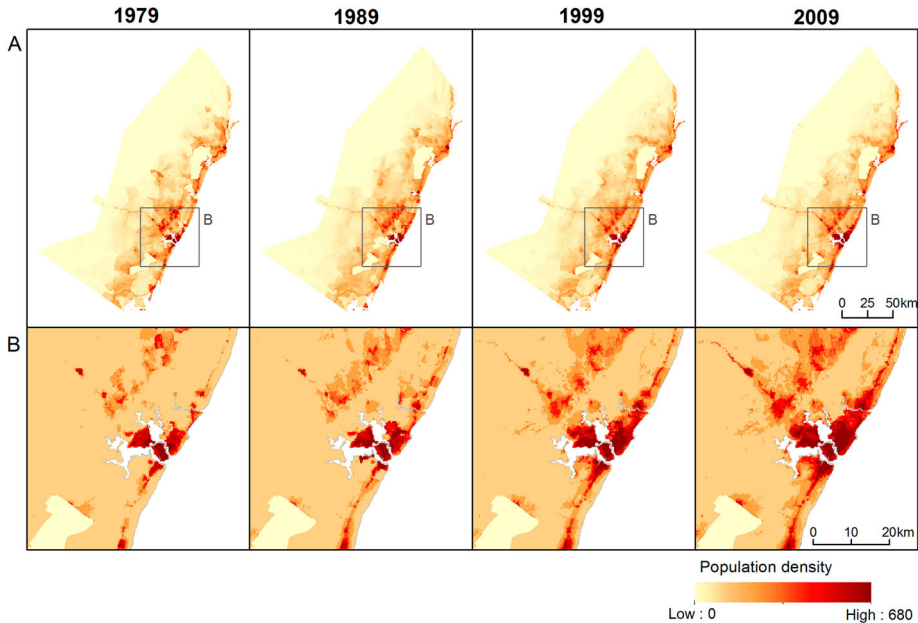 1979 1989 1999 2009
A
B B B B
0 25 50km
B
0 10 20km
Population density
Low : 0 High : 680